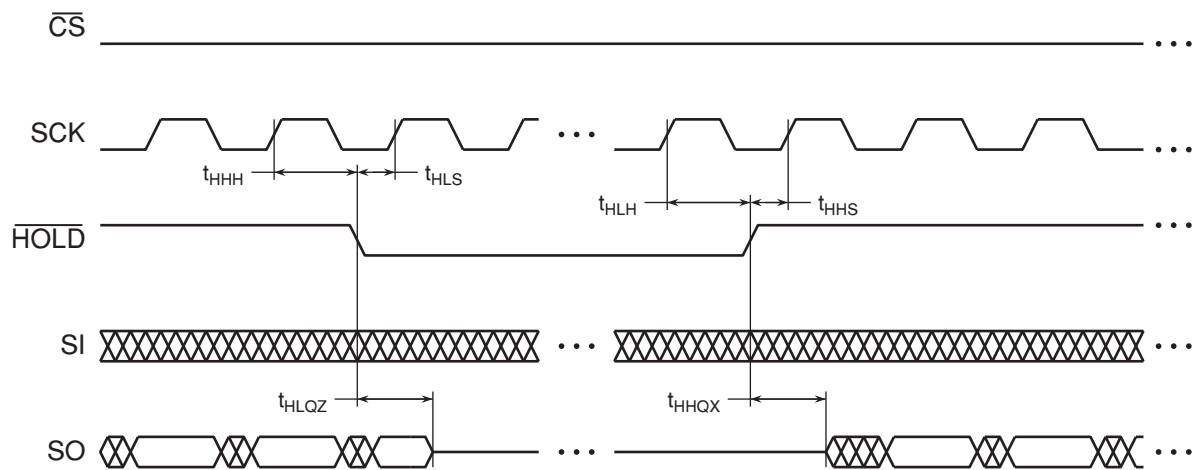 CS
SCK
tHHH
tHLS
tHLH
tHHS
HOLD
SI
tHLQZ
tHHQX
SO